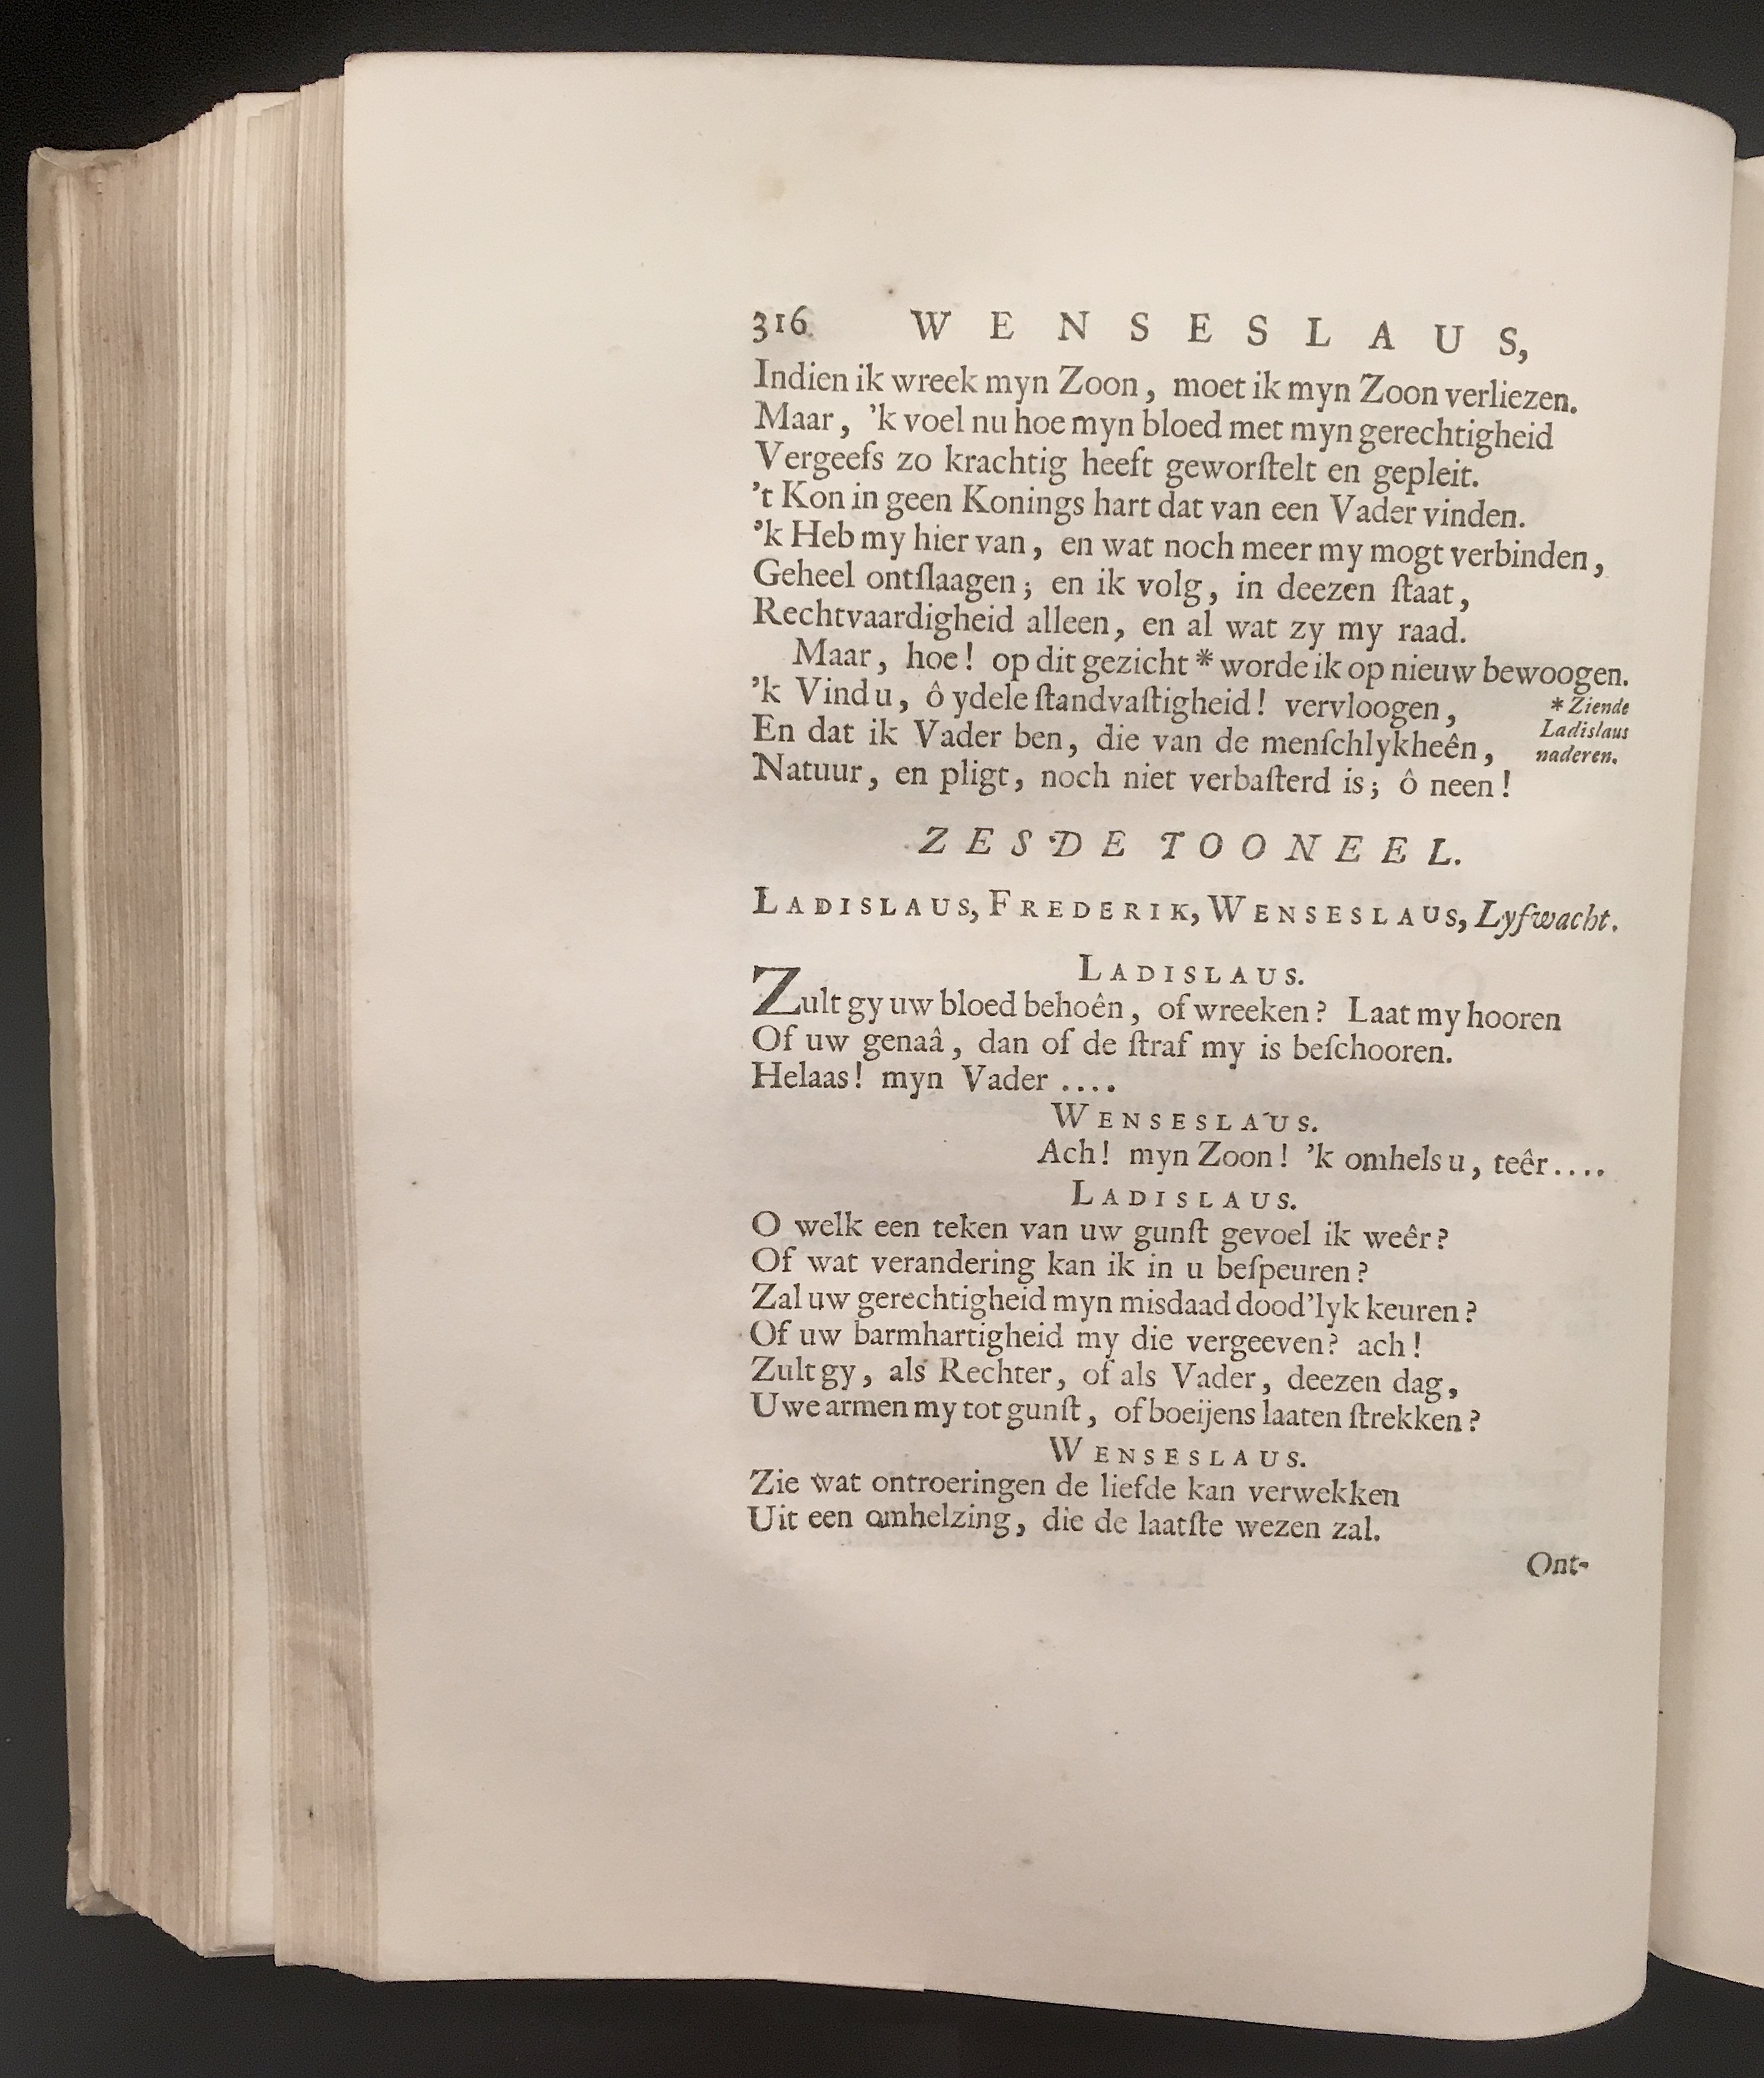 316 WENSESLAUS,
Indien ik wreek myn Zoon, moet ik myn Zoon verliezen.
Maar, 'k voel nu hoe myn bloed met myn gerechtigheid
Vergeefs zo krachtig heeft geworſtelt en gepleit.
't Kon in geen Konings hart dat van een Vader vinden.
'k Heb my hier van, en wat noch meer my mogt verbinden,
Geheel ontſlaagen; en ik volg, in deezen ſtaat,
Rechtvaardigheid alleen, en al wat zy my raad.
Maar, hoe! op dit gezicht * worde ik op nieuw bewoogen.
'k Vind u, ô ydele ſtandvaſtigheid! vervloogen,
En dat ik Vader ben, die van de menſchlykheên,
Natuur, en pligt, noch niet verbaſterd is; ô neen!
* Ziende
Ladislaus
naderen.
ZESDE TOONEEL.
LADISLAUS, FREDERIK, WENSESLAUS, Lyfwacht.
LADISLAUS.
Zult gy uw bloed behoên, of wreeken? Laat my hooren
Of uw genaâ, dan of de ſtraf my is beſchooren.
Helaas! myn Vader ....
WENSESLAUS.
Ach! myn Zoon! 'k omhels u, teêr....
LADISLAUS.
O welk een teken van uw gunſt gevoel ik weêr?
Of wat verandering kan ik in u beſpeuren?
Zal uw gerechtigheid myn misdaad dood'lyk keuren?
Of uw barmhartigheid my die vergeeven? ach!
Zult gy, als Rechter, of als Vader, deezen dag,
Uwe armen my tot gunſt, of boeijens laaten ſtrekken?
WENSESLAUS.
Zie wat ontroeringen de liefde kan verwekken
Uit een omhelzing, die de laatſte wezen zal.
Ont-